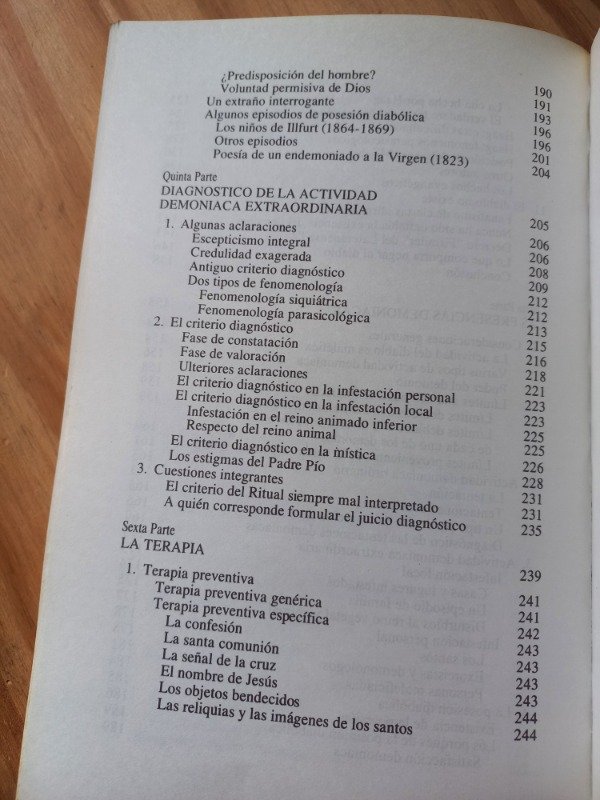 ¿Predisposición del hombre? 190
Voluntad permisiva de Dios 191
Un extraño interrogante 193
Algunos episodios de posesión diabólica 196
Los niños de Illfurt (1864-1869) 196
Otros episodios 201
Poesía de un endemoniado a la Virgen (1823) 204
Quinta Parte
DIAGNOSTICO DE LA ACTIVIDAD
DEMONIACA EXTRAORDINARIA 205
1. Algunas aclaraciones 206
Escepticismo integral 206
Credulidad exagerada 208
Antiguo criterio diagnóstico 209
Dos tipos de fenomenología 212
Fenomenología siquiátrica 212
Fenomenología parasicológica 213
2. El criterio diagnóstico 215
Fase de constatación 216
Fase de valoración 218
Ulteriores aclaraciones 221
El criterio diagnóstico en la infestación personal 223
El criterio diagnóstico en la infestación local 223
Infestación en el reino animado inferior 225
Respecto del reino animal 225
El criterio diagnóstico en la mística 226
Los estigmas del Padre Pío 228
3. Cuestiones integrantes 231
El criterio del Ritual siempre mal interpretado 231
A quién corresponde formular el juicio diagnóstico 235
Sexta Parte
LA TERAPIA 239
1. Terapia preventiva 241
Terapia preventiva genérica 241
Terapia preventiva específica 242
La confesión 243
La santa comunión 243
La señal de la cruz 243
El nombre de Jesús 243
Los objetos bendecidos 244
Las reliquias y las imágenes de los santos 244